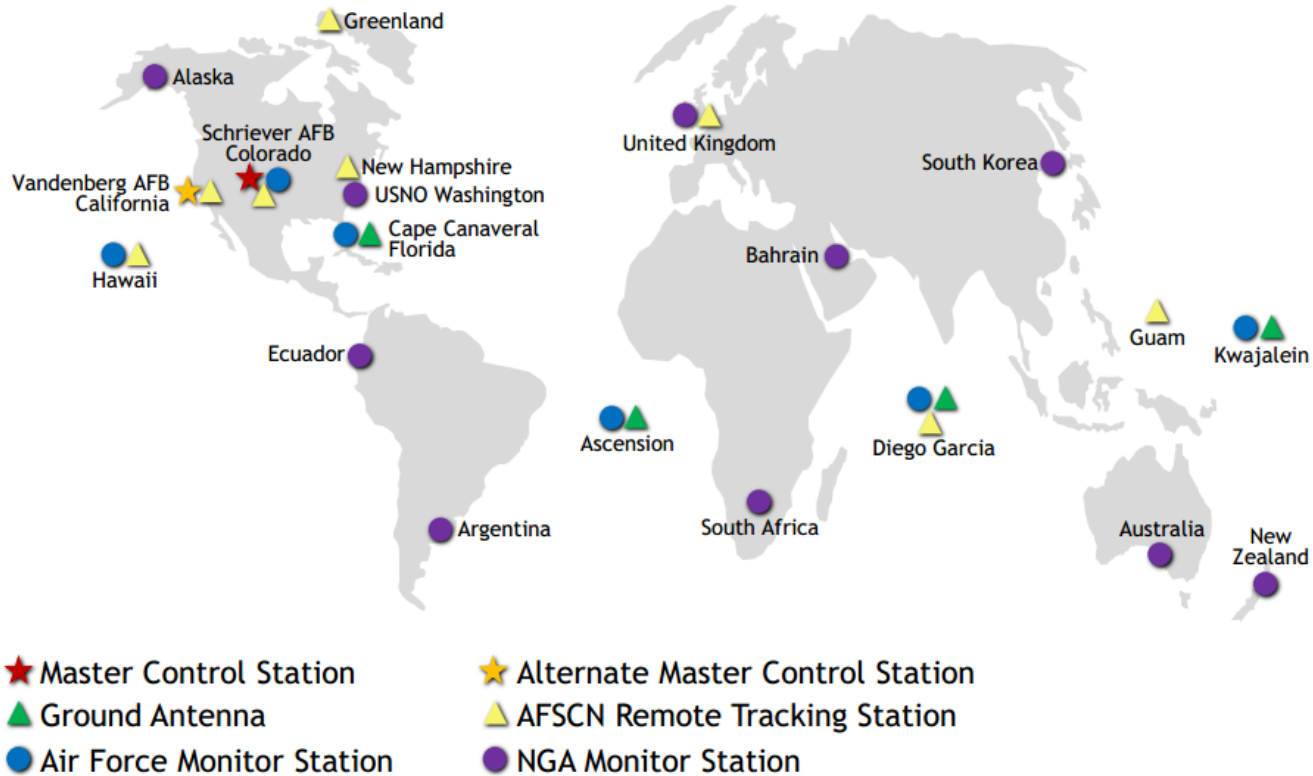 Greenland
Alaska
Schriever AFB
Colorado
New Hampshire
United Kingdom
South Korea
Vandenberg AFB
California
USNO Washington
Cape Canaveral
Florida
Bahrain
Hawaii
Guam
Kwajalein
Ecuador
Ascension
Diego Garcia
Argentina
South Africa
Australia
New
Zealand
Master Control Station
Alternate Master Control Station
Ground Antenna
AFSCN Remote Tracking Station
Air Force Monitor Station
NGA Monitor Station